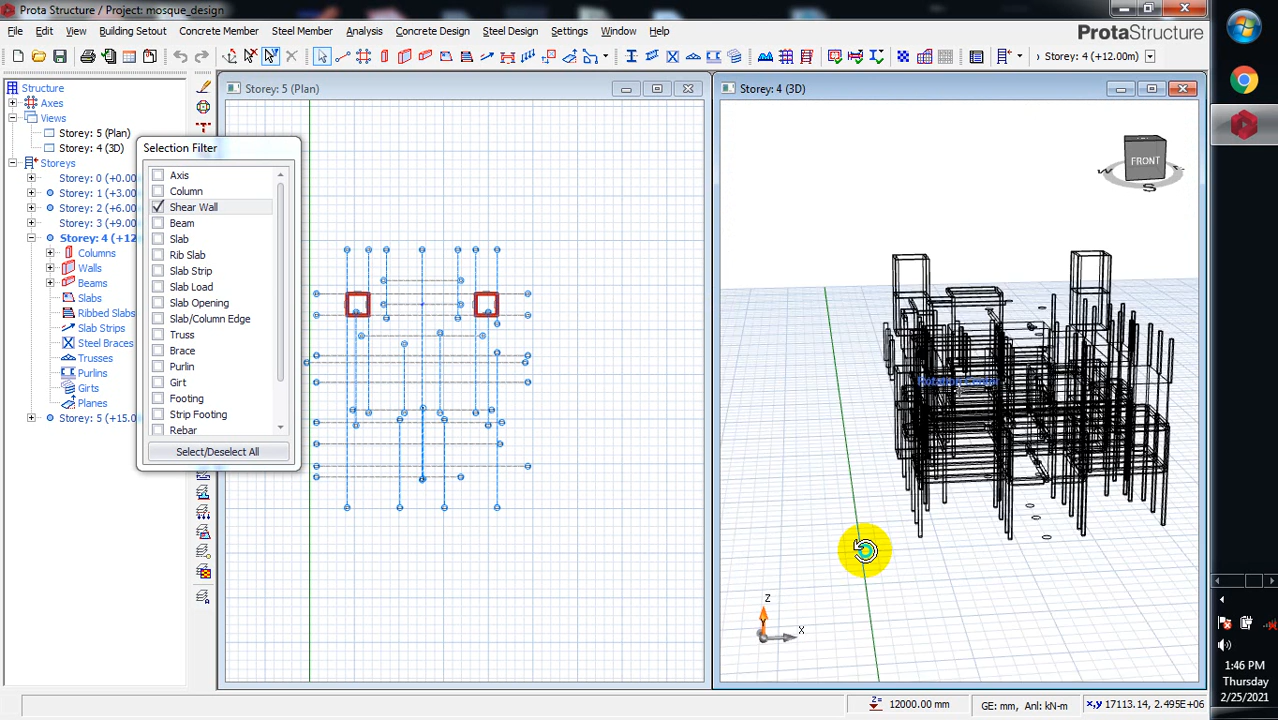 Prota Structure / Project: mosque_design
File Edit View Building Setout Concrete Member Steel Member Analysis Concrete Design Steel Design Settings Window Help
ProtaStructure
Storey: 4 (+12.00m)
Structure
Axes
Views
Storey: 5 (Plan)
Storey: 4 (3D)
Storeys
Storey: 0 (+0.00
Storey: 1 (+3.00
Storey: 2 (+6.00
Storey: 3 (+9.00
Storey: 4 (+12
Columns
Walls
Beams
Slabs
Ribbed Slabs
Slab Strips
Steel Braces
Trusses
Purlins
Girts
Planes
Storey: 5 (+15.0
Selection Filter
Axis
Column
Shear Wall
Beam
Slab
Rib Slab
Slab Strip
Slab Load
Slab Opening
Slab/Column Edge
Truss
Brace
Purlin
Girt
Footing
Strip Footing
Rebar
Select/Deselect All
Storey: 5 (Plan)
Storey: 4 (3D)
FRONT
W
S
Z
X
Z=
12000.00 mm
GE: mm, Anl: kN-m
x,y 17113.14, 2.495E+06
1:46 PM
Thursday
2/25/2021